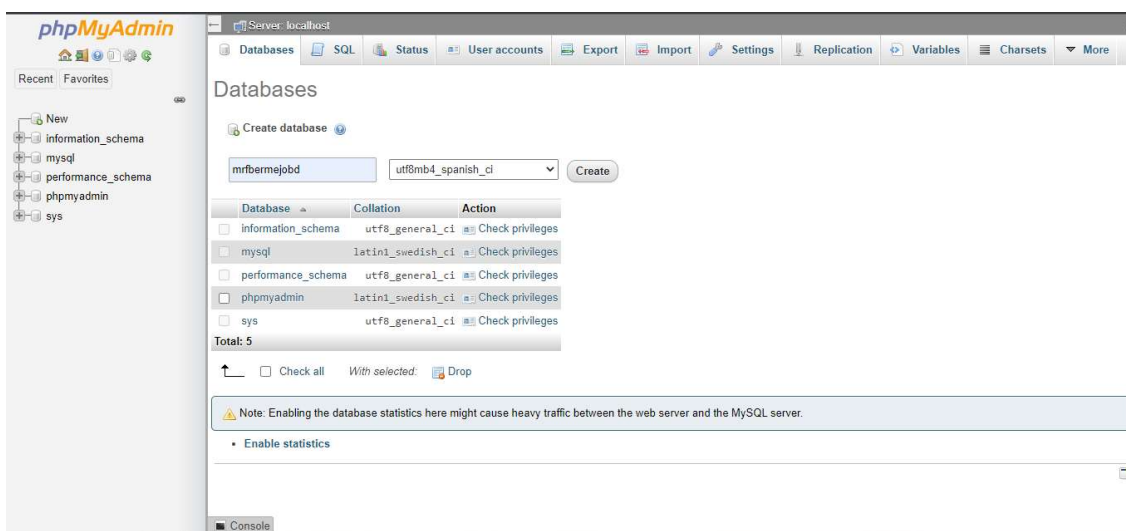 phpMyAdmin
Recent Favorites
New
information_schema
mysql
performance_schema
phpmyadmin
sys
Server: localhost
Databases SQL Status User accounts Export Import Settings Replication Variables Charsets More
Databases
Create database
mrfbermejobd utf8mb4_spanish_ci Create
Database Collation Action
information_schema utf8_general_ci Check privileges
mysql latin1_swedish_ci Check privileges
performance_schema utf8_general_ci Check privileges
phpmyadmin latin1_swedish_ci Check privileges
sys utf8_general_ci Check privileges
Total: 5
Check all With selected: Drop
Note: Enabling the database statistics here might cause heavy traffic between the web server and the MySQL server.
• Enable statistics
Console